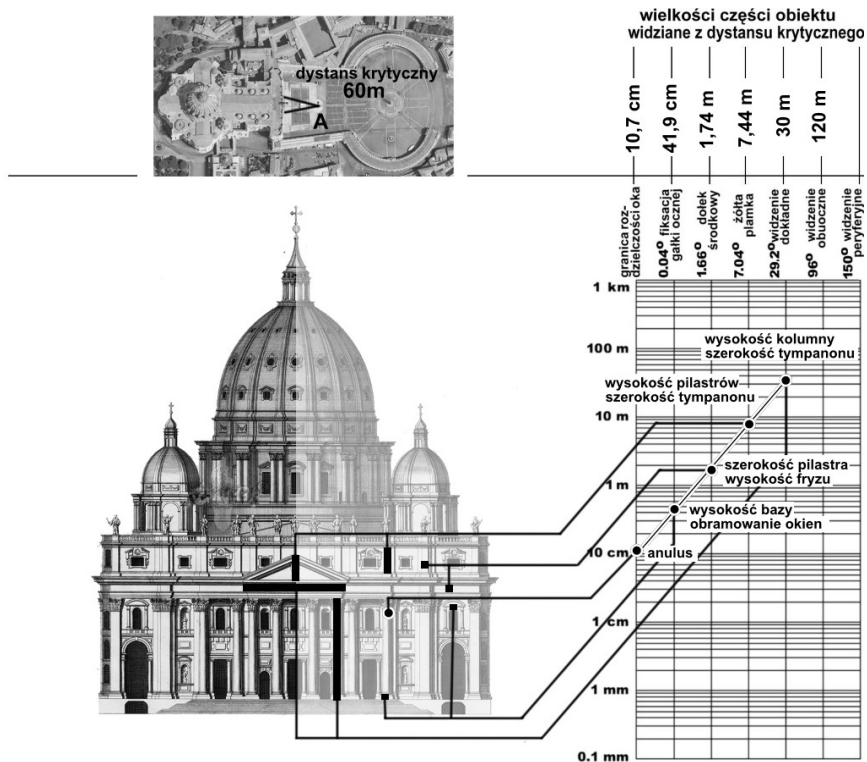 wielkości części obiektu
widziane z dystansu krytycznego
dystans krytyczny
60m
A
10,7 cm
41,9 cm
1,74 m
7,44 m
30 m
120 m
granica roz-
dzielczości oka
0.04° fiksacja
gałki ocznej
1.66° dołek
środkowy
7.04° żółta
plamka
29.2° widzenie
dokładne
96° widzenie
obuoczne
150° widzenie
peryferyjne
1 km
100 m
10 m
1 m
10 cm
1 cm
1 mm
0.1 mm
wysokość kolumny
szerokość tympanonu
wysokość pilastrów
szerokość tympanonu
szerokość pilastra
wysokość fryzu
wysokość bazy
obramowanie okien
anulus